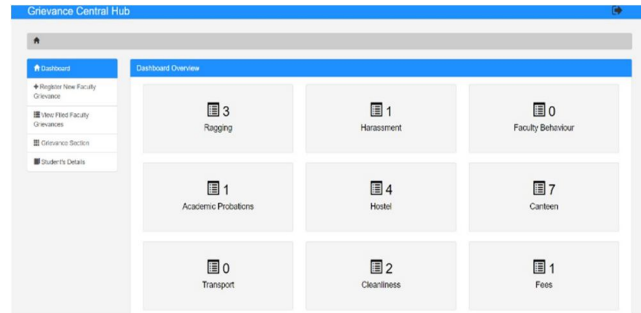 Grievance Central Hub
Dashboard
Dashboard Overview
Register New Faculty
Grievance
View Filed Faculty
Grievances
Grievance Section
Student's Details
3
Ragging
1
Harassment
0
Faculty Behaviour
1
Academic Probations
4
Hostel
7
Canteen
0
Transport
2
Cleanliness
1
Fees